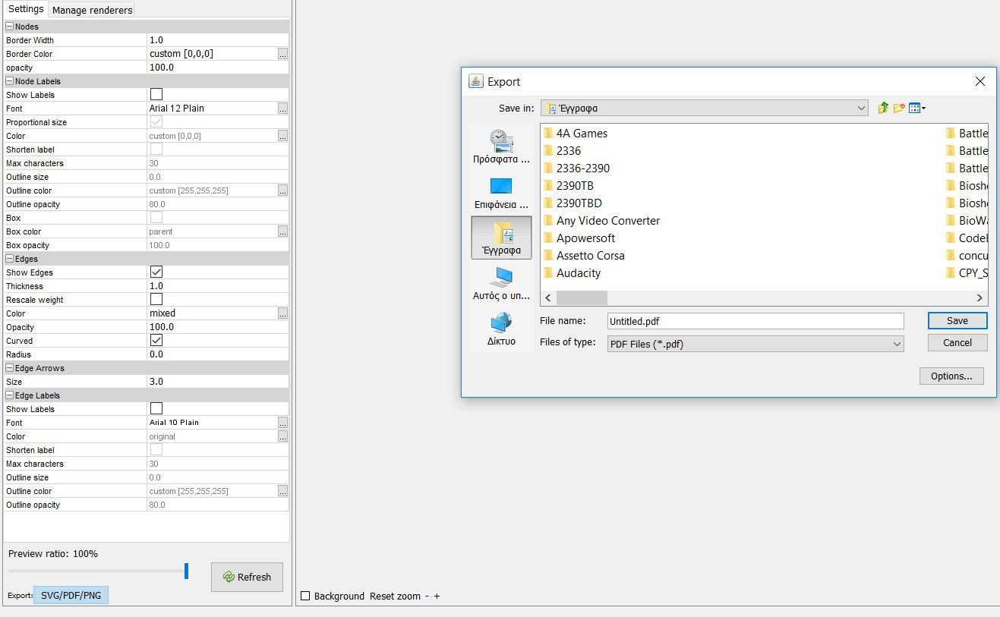 Settings Manage renderers
Nodes
Border Width 1.0
Border Color custom [0,0,0] ...
opacity 100.0
Node Labels
Show Labels
Font Arial 12 Plain ...
Proportional size
Color custom [0,0,0] ...
Shorten label
Max characters 30
Outline size 0.0
Outline color custom [255,255,255] ...
Outline opacity 80.0
Box
Box color parent ...
Box opacity 100.0
Edges
Show Edges
Thickness 1.0
Rescale weight
Color mixed ...
Opacity 100.0
Curved
Radius 0.0
Edge Arrows
Size 3.0
Edge Labels
Show Labels
Font Arial 10 Plain ...
Color original ...
Shorten label
Max characters 30
Outline size 0.0
Outline color custom [255,255,255] ...
Outline opacity 80.0
Preview ratio: 100%
Refresh
Export: SVG/PDF/PNG
Export
Save in: Έγγραφα
Πρόσφατα ...
Επιφάνεια ...
Έγγραφα
Αυτός ο υπ...
Δίκτυο
4A Games
2336
2336-2390
2390TB
2390TBD
Any Video Converter
Apowersoft
Assetto Corsa
Audacity
Battle
Battle
Battle
Biosh
Biosh
BioW
Code
concu
CPY_S
File name: Untitled.pdf Save
Files of type: PDF Files (*.pdf) Cancel
Options...
Background Reset zoom - +